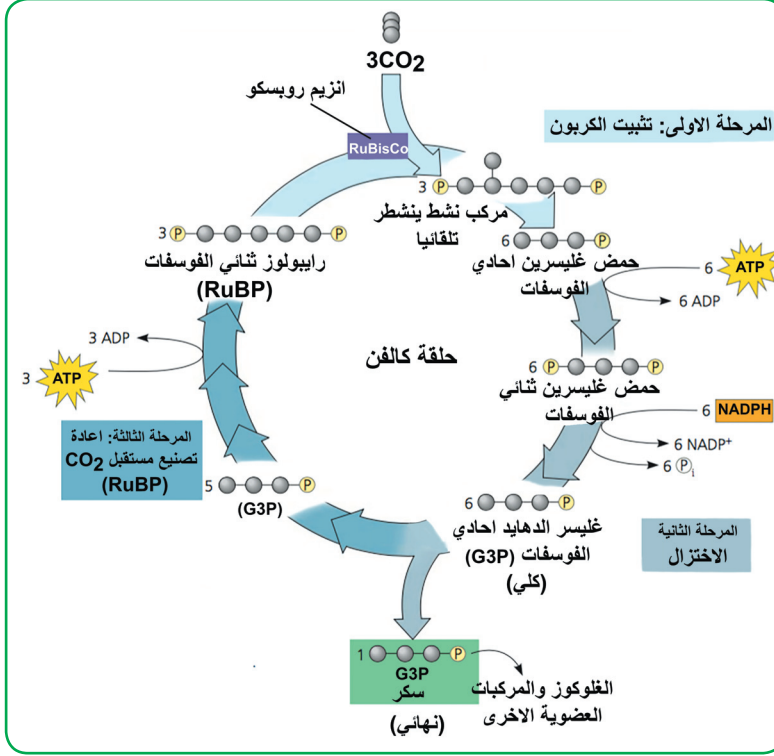 3CO2
انزيم روبسكو
RuBisCo
المرحلة الاولى: تثبيت الكربون
3 P P
مركب نشط ينشطر
تلقائيا
6 P
حمض غليسرين احادي
الفوسفات
6 ATP
6 ADP
6 P P
حمض غليسرين ثنائي
الفوسفات
6 NADPH
6 NADP+
6 Pi
6 P
غليسر الدهايد احادي
الفوسفات (G3P)
(كلي)
المرحلة الثانية
الاختزال
1 P
G3P
سكر
(نهائي)
الغلوكوز والمركبات
العضوية الاخرى
5 P
(G3P)
المرحلة الثالثة: اعادة
تصنيع مستقبل CO2
(RuBP)
3 ATP
3 ADP
3 P P
رايبولوز ثنائي الفوسفات
(RuBP)
حلقة كالفن